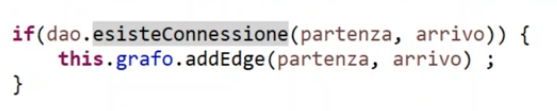 if(dao.esisteConnessione(partenza, arrivo)) {
this.grafo.addEdge(partenza, arrivo) ;
}